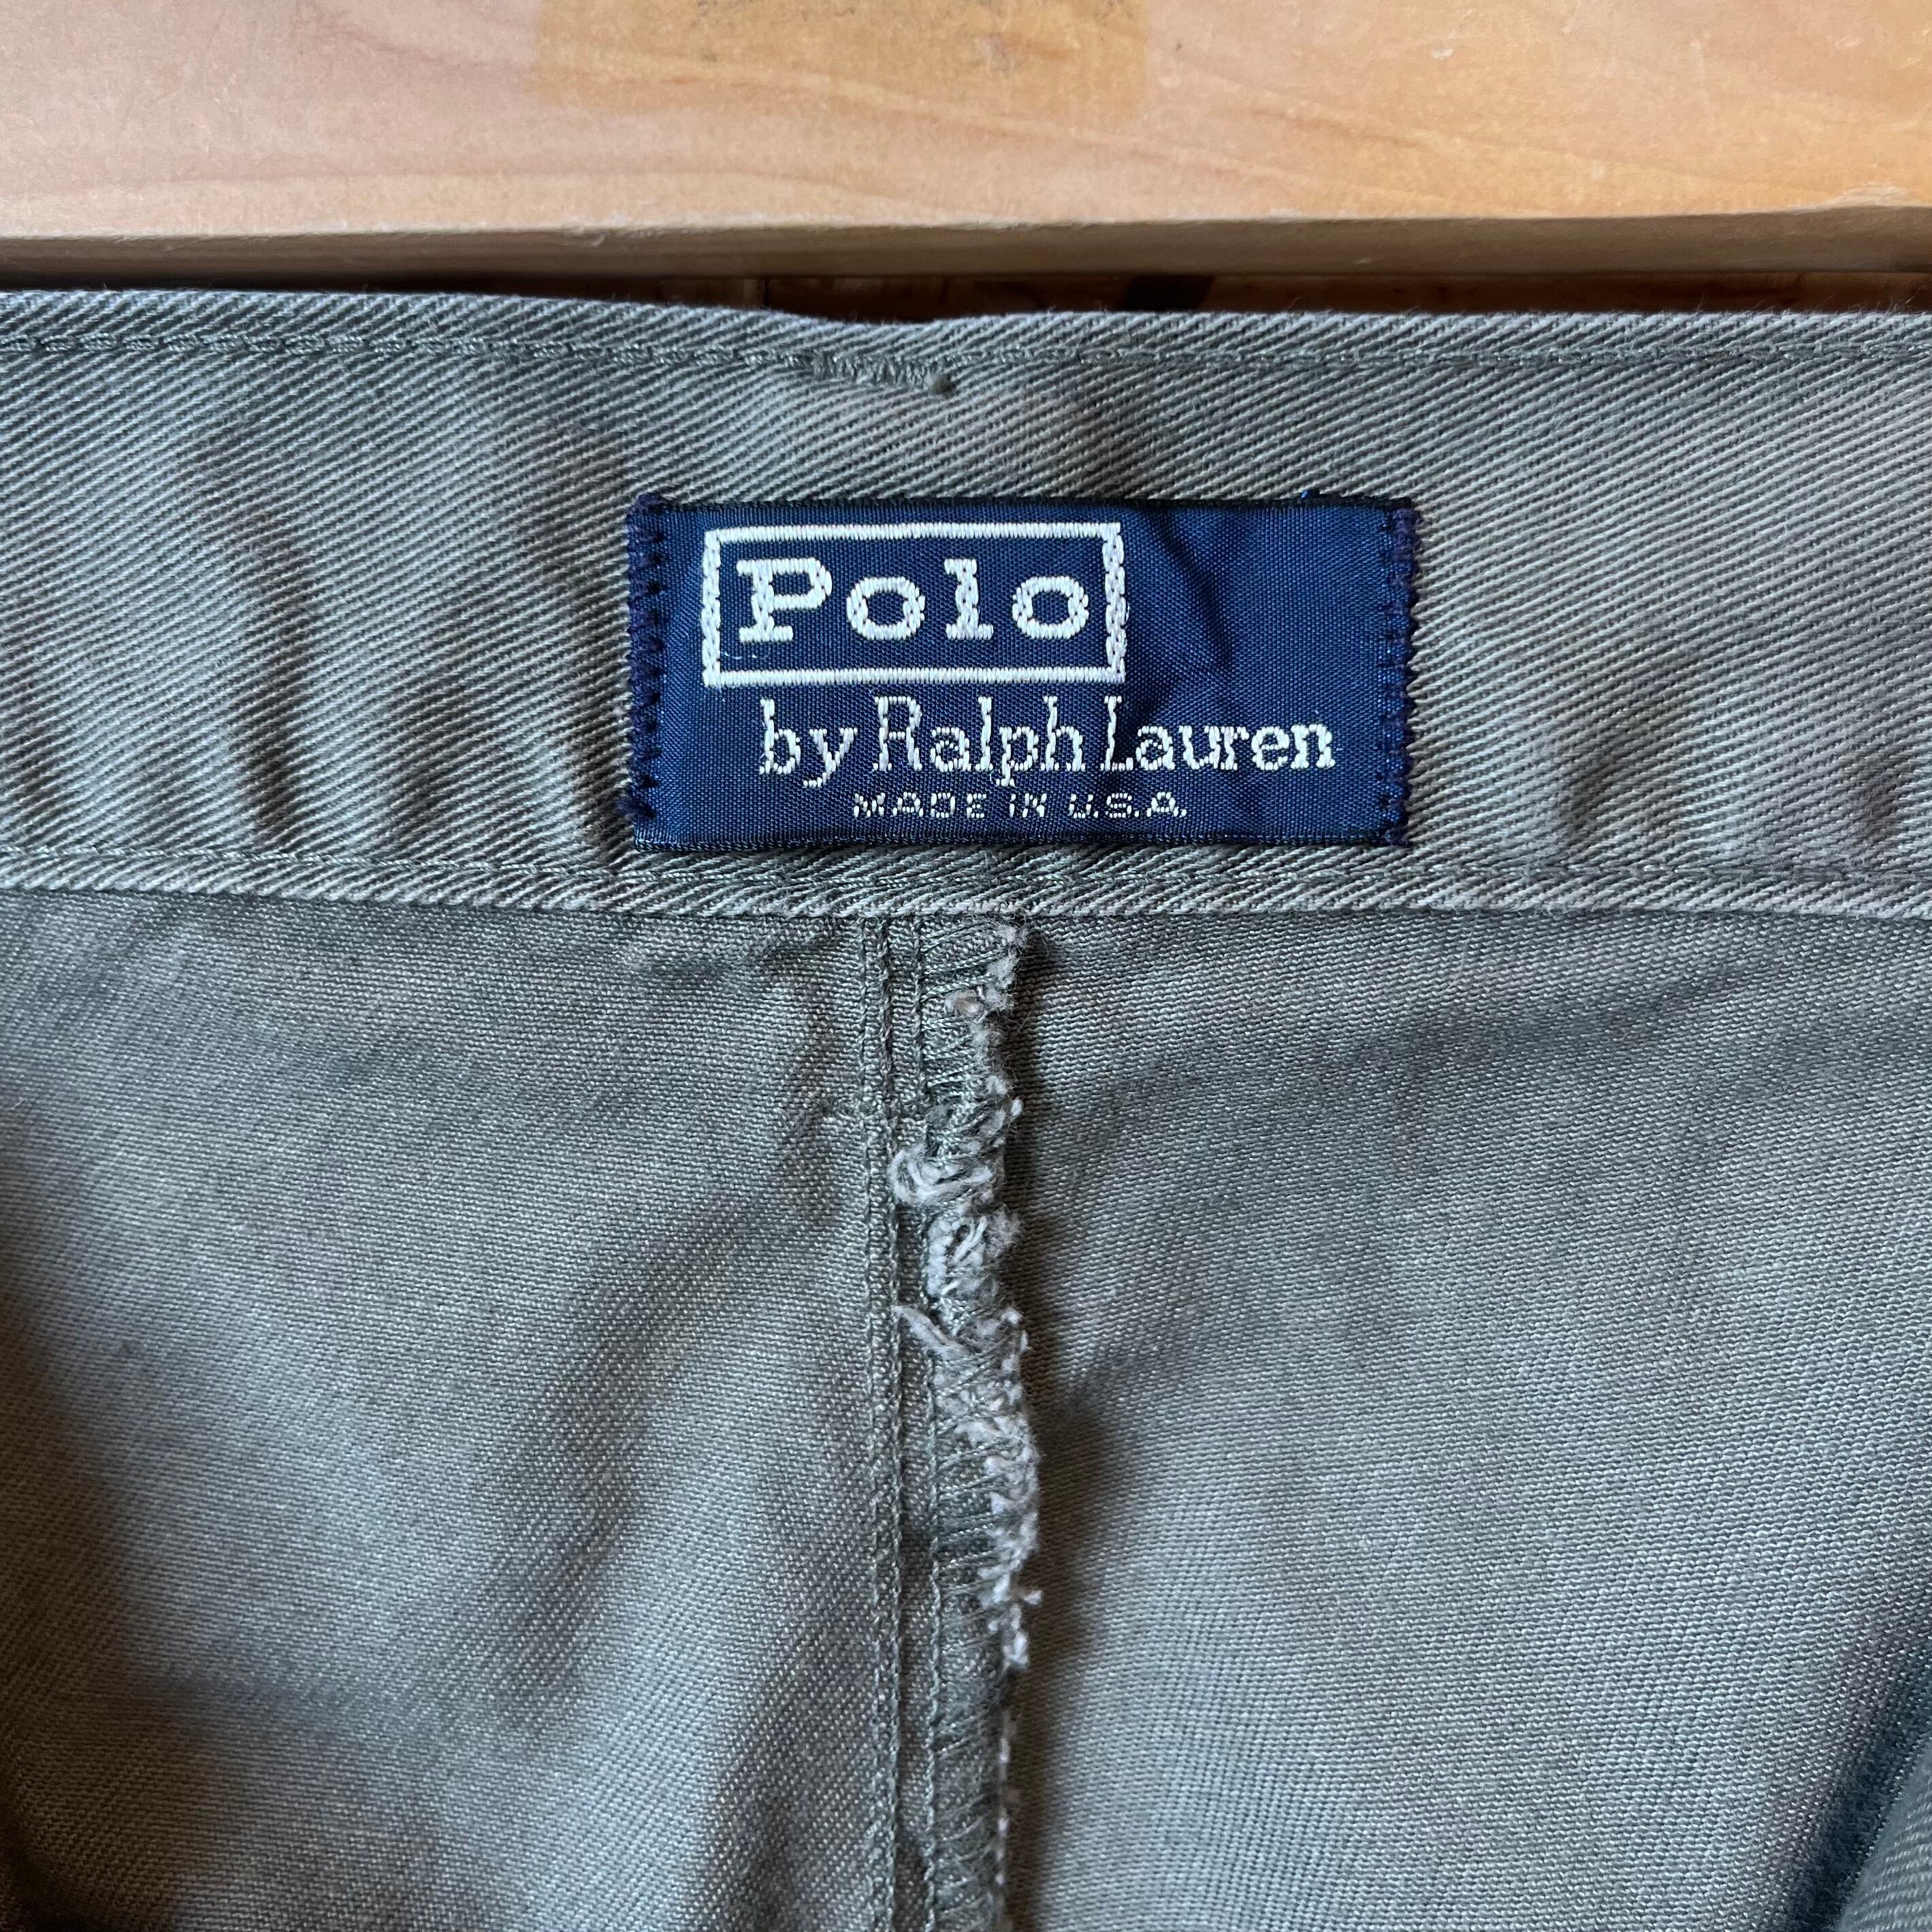 Polo
by Ralph Lauren
MADE IN U.S.A.